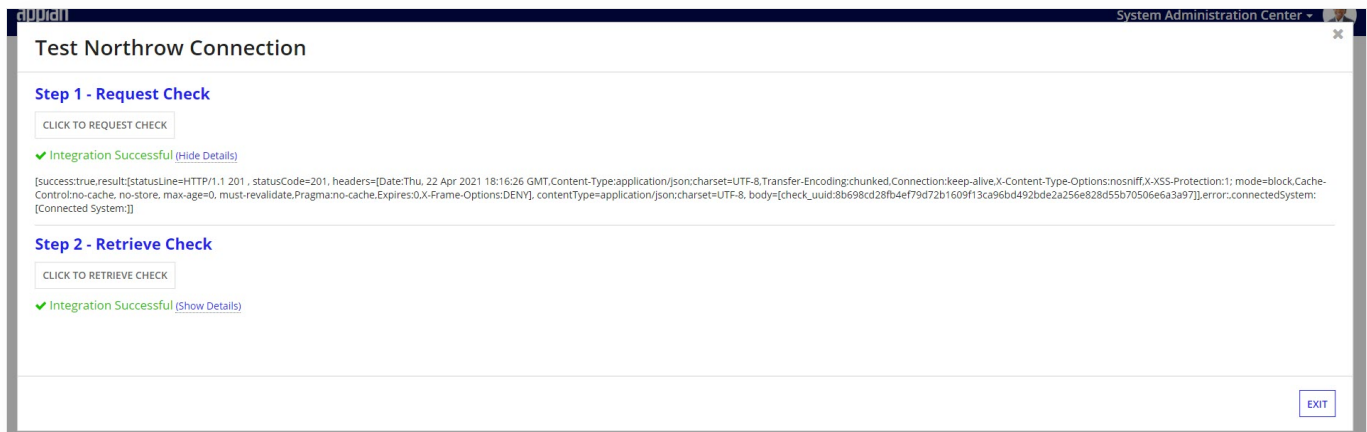 appian
System Administration Center
Test Northrow Connection
Step 1 - Request Check
CLICK TO REQUEST CHECK
Integration Successful (Hide Details)
[success:true,result:[statusLine=HTTP/1.1 201 , statusCode=201, headers=[Date:Thu, 22 Apr 2021 18:16:26 GMT,Content-Type:application/json;charset=UTF-8,Transfer-Encoding:chunked,Connection:keep-alive,X-Content-Type-Options:nosniff,X-XSS-Protection:1; mode=block,Cache-
Control:no-cache, no-store, max-age=0, must-revalidate,Pragma:no-cache,Expires:0,X-Frame-Options:DENY], contentType=application/json;charset=UTF-8, body=[check_uuid:8b698cd28fb4ef79d72b1609f13ca96bd492bde2a256e828d55b70506e6a3a97]],error:,connectedSystem:
[Connected System:]]
Step 2 - Retrieve Check
CLICK TO RETRIEVE CHECK
Integration Successful (Show Details)
EXIT